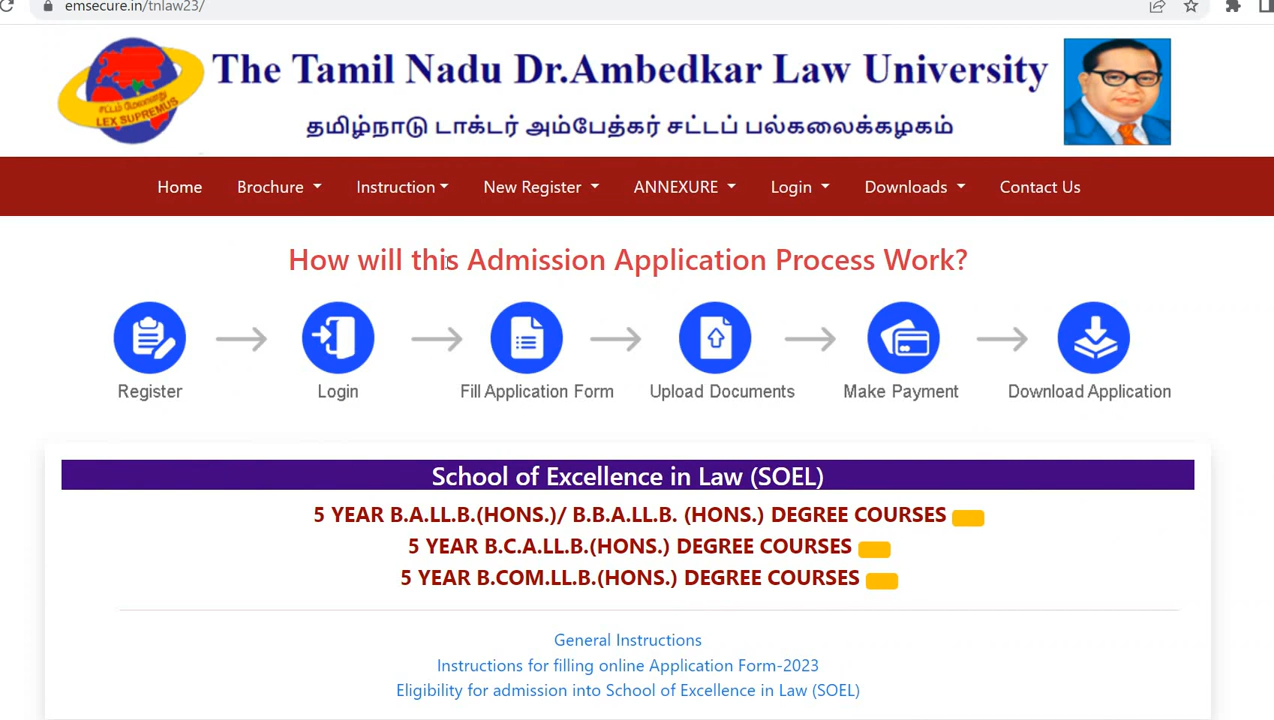 emsecure.in/tnlaw23/
The Tamil Nadu Dr.Ambedkar Law University
தமிழ்நாடு டாக்டர் அம்பேத்கர் சட்டப் பல்கலைக்கழகம்
சட்டம் மேலானது
LEX SUPREMUS
Home Brochure Instruction New Register ANNEXURE Login Downloads Contact Us
How will this Admission Application Process Work?
Register Login Fill Application Form Upload Documents Make Payment Download Application
School of Excellence in Law (SOEL)
5 YEAR B.A.LL.B.(HONS.)/ B.B.A.LL.B. (HONS.) DEGREE COURSES
5 YEAR B.C.A.LL.B.(HONS.) DEGREE COURSES
5 YEAR B.COM.LL.B.(HONS.) DEGREE COURSES
General Instructions
Instructions for filling online Application Form-2023
Eligibility for admission into School of Excellence in Law (SOEL)